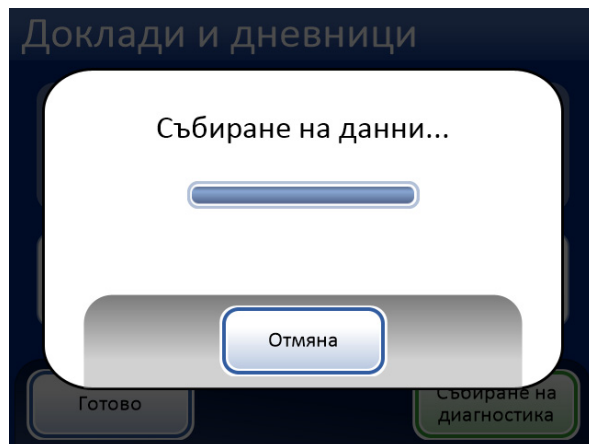 Доклади и дневници
Събиране на данни...
Отмяна
Готово
Събиране на
диагностика